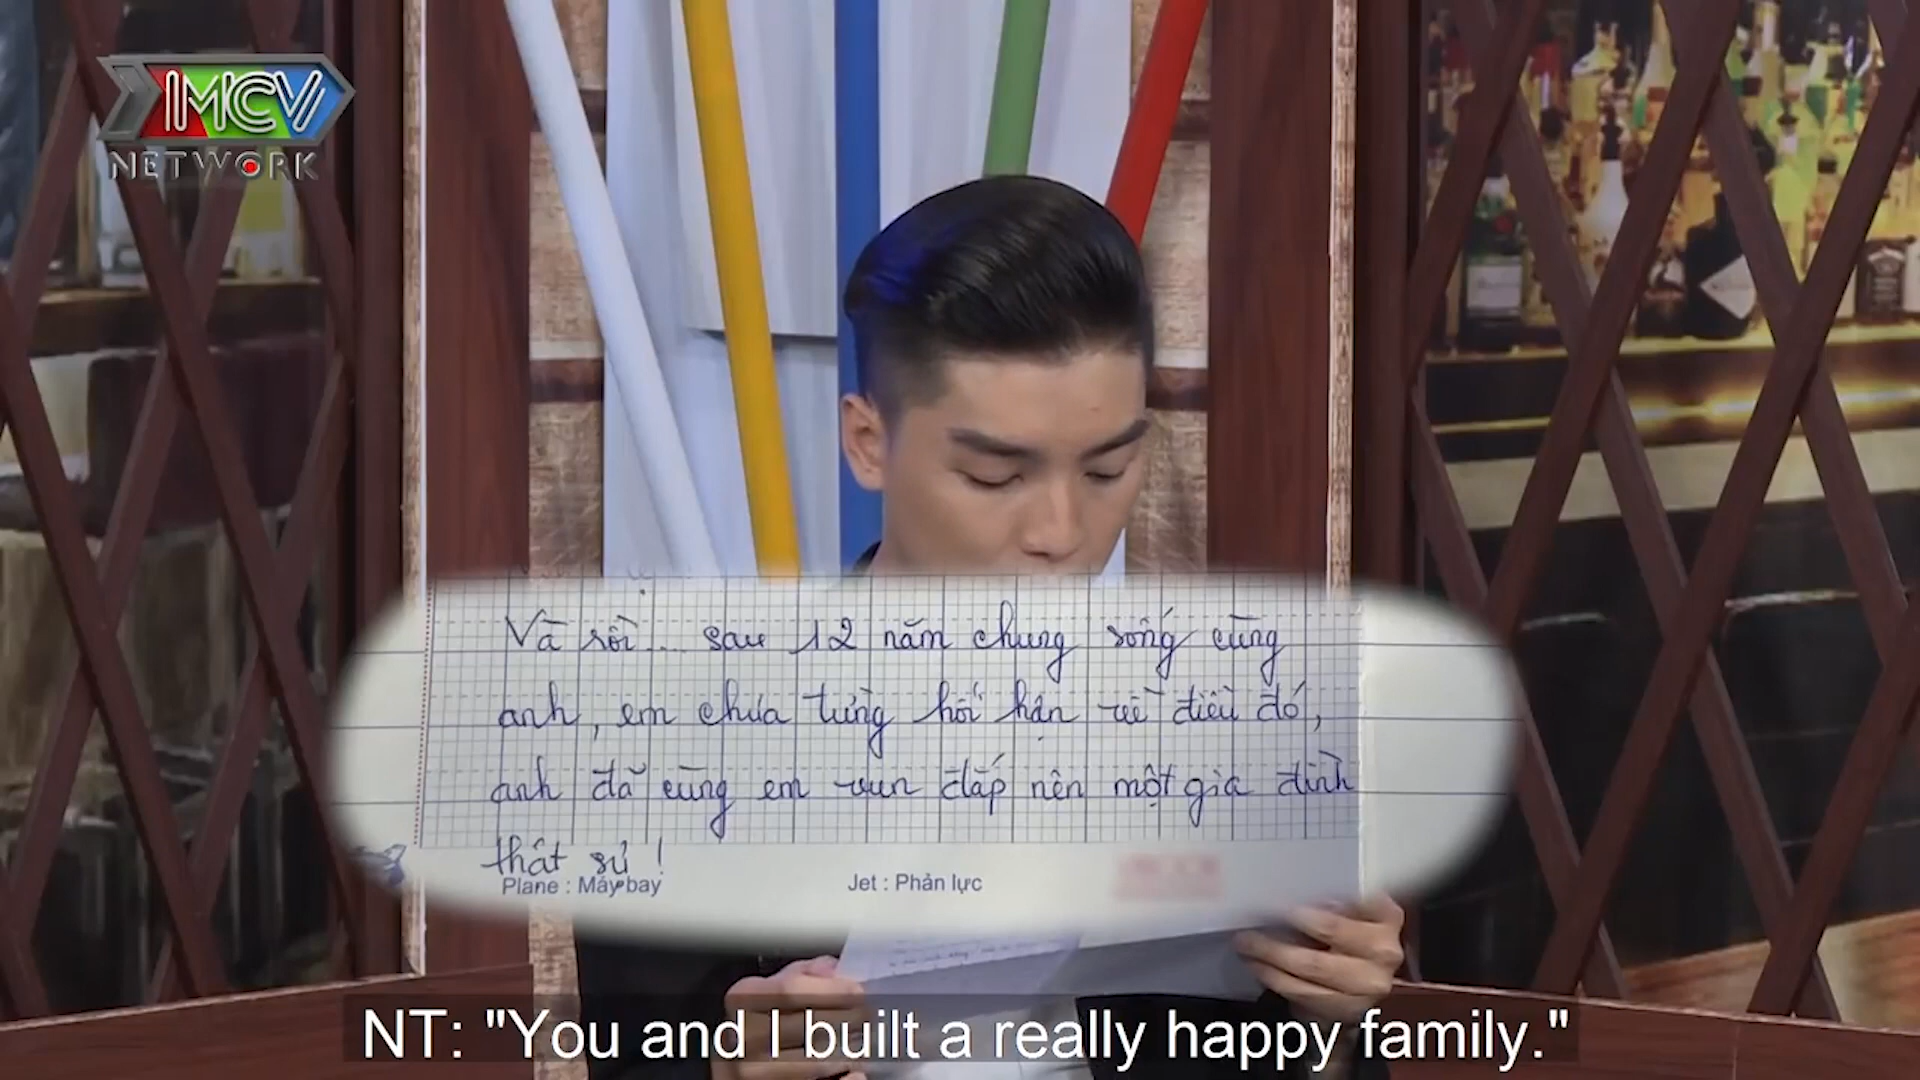 MCV
NETWORK
Và rồi... sau 12 năm chung sống cùng
anh, em chưa từng hối hận về điều đó,
anh đã cùng em vun đắp nên một gia đình
thật sự!
Plane : Máy bay
Jet : Phản lực
NT: "You and I built a really happy family."